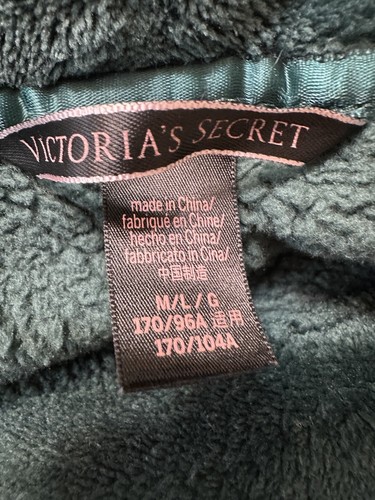 VICTORIA'S SECRET
made in China/
fabriqué en Chine/
hecho en China/
fabbricato in Cina/
中国制造
M/L/G
170/96A 适用
170/104A